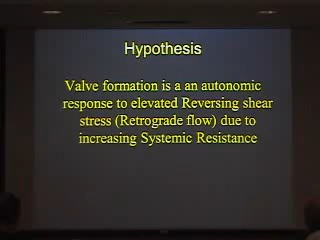 Hypothesis
Valve formation is a an autonomic
response to elevated Reversing shear
stress (Retrograde flow) due to
increasing Systemic Resistance